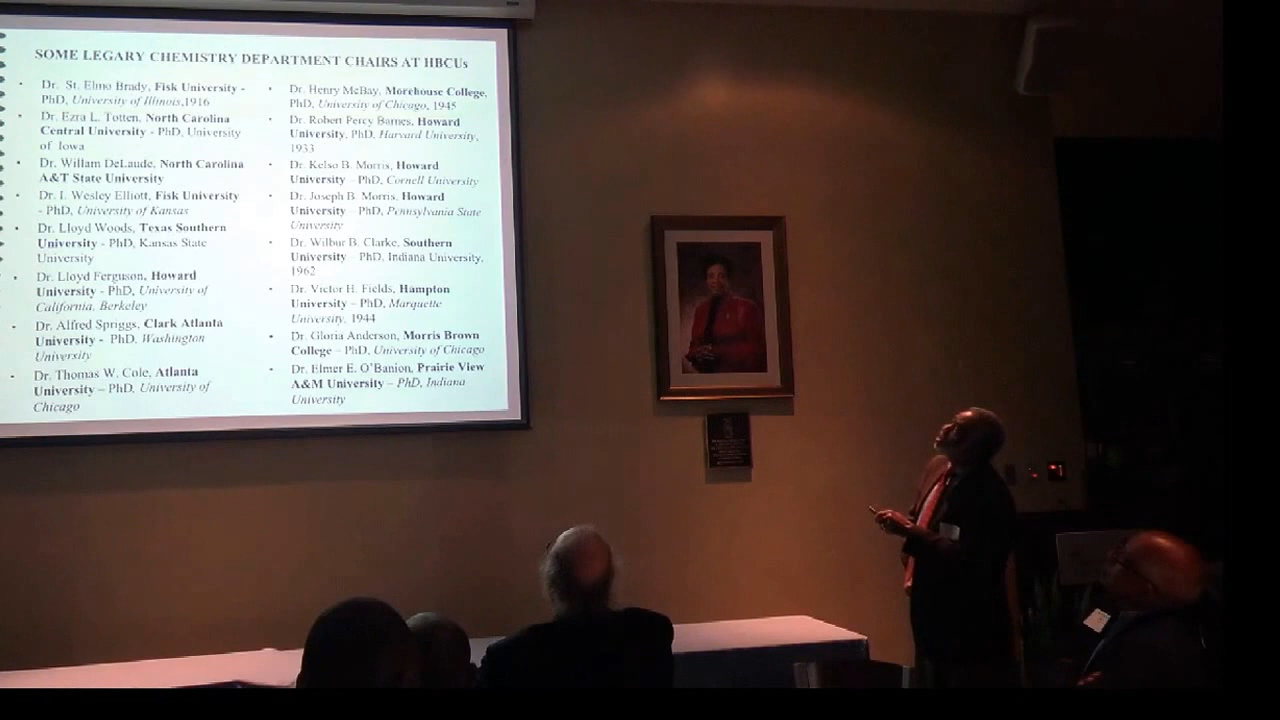 SOME LEGARY CHEMISTRY DEPARTMENT CHAIRS AT HBCUs
• Dr. St. Elmo Brady, Fisk University -
PhD, University of Illinois,1916
• Dr. Ezra L. Totten, North Carolina
Central University - PhD, University
of Iowa
• Dr. Willam DeLaude, North Carolina
A&T State University
• Dr. I. Wesley Elliott, Fisk University
- PhD, University of Kansas
• Dr. Lloyd Woods, Texas Southern
University - PhD, Kansas State
University
• Dr. Lloyd Ferguson, Howard
University - PhD, University of
California, Berkeley
• Dr. Alfred Spriggs, Clark Atlanta
University - PhD, Washington
University
• Dr. Thomas W. Cole, Atlanta
University – PhD, University of
Chicago
• Dr. Henry McBay, Morehouse College,
PhD, University of Chicago, 1945
• Dr. Robert Percy Barnes, Howard
University, PhD, Harvard University,
1933
• Dr. Kelso B. Morris, Howard
University – PhD, Cornell University
• Dr. Joseph B. Morris, Howard
University – PhD, Pennsylvania State
University
• Dr. Wilbur B. Clarke, Southern
University – PhD, Indiana University,
1962
• Dr. Victor H. Fields, Hampton
University – PhD, Marquette
University, 1944
• Dr. Gloria Anderson, Morris Brown
College – PhD, University of Chicago
• Dr. Elmer E. O'Banion, Prairie View
A&M University – PhD, Indiana
University